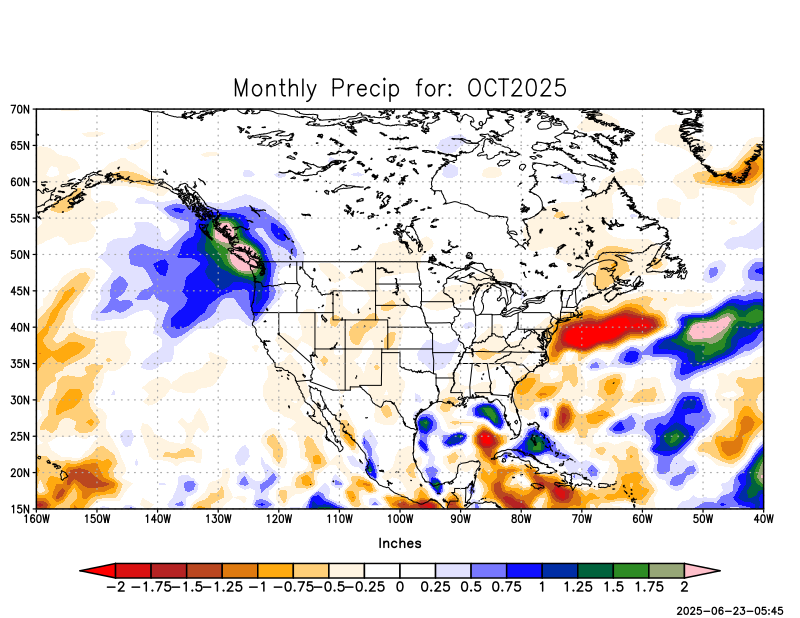 Monthly Precip for: OCT2025
70N
65N
60N
55N
50N
45N
40N
35N
30N
25N
20N
15N
160W 150W 140W 130W 120W 110W 100W 90W 80W 70W 60W 50W 40W
Inches
−2 −1.75−1.5−1.25 −1 −0.75−0.5−0.25 0 0.25 0.5 0.75 1 1.25 1.5 1.75 2
2025−06−23−05:45